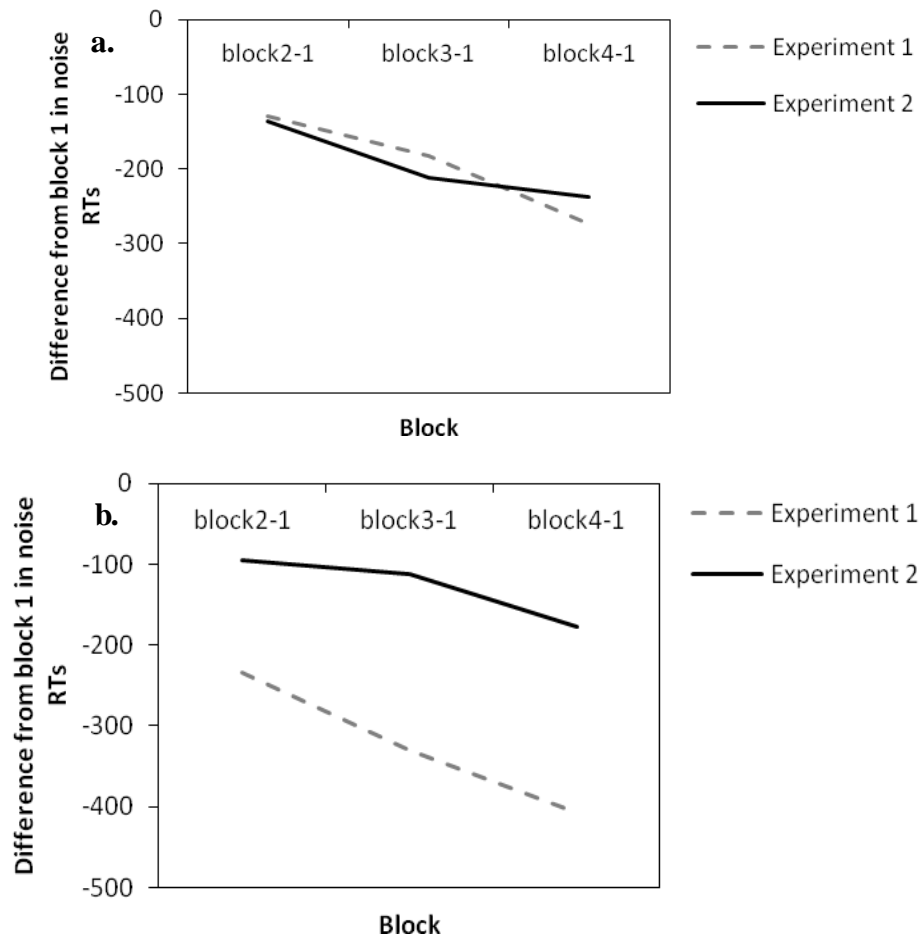 a.
0
-100
-200
-300
-400
-500
block2-1 block3-1 block4-1
Difference from block 1 in noise
RTs
Block
Experiment 1
Experiment 2
b.
0
-100
-200
-300
-400
-500
block2-1 block3-1 block4-1
Difference from block 1 in noise
RTs
Block
Experiment 1
Experiment 2